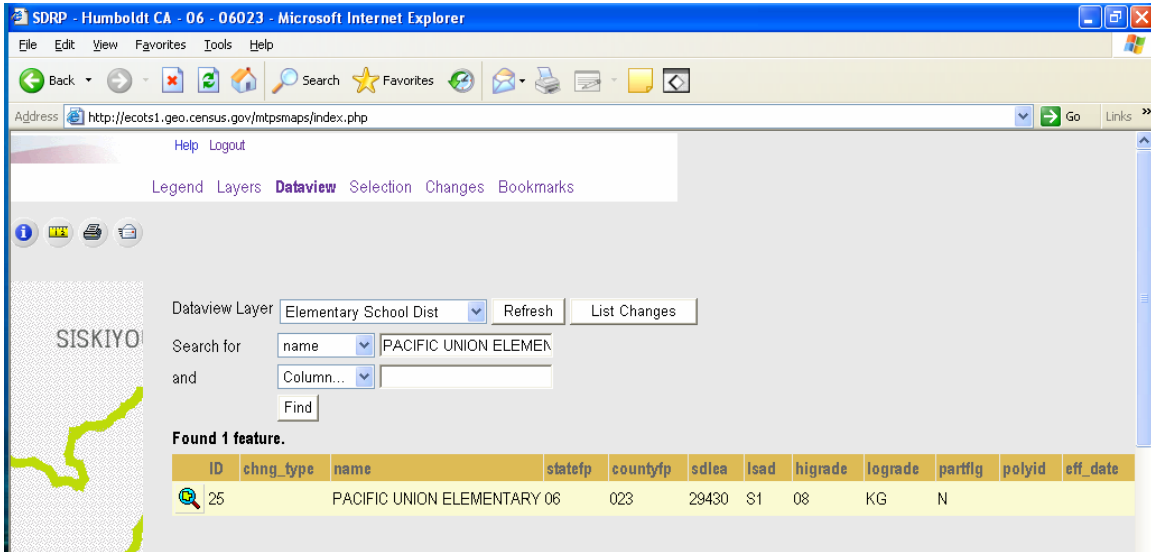 SDRP - Humboldt CA - 06 - 06023 - Microsoft Internet Explorer
File Edit View Favorites Tools Help
Back Search Favorites
Address http://ecots1.geo.census.gov/mtpsmaps/index.php Go Links »
Help Logout
Legend Layers Dataview Selection Changes Bookmarks
Dataview Layer Elementary School Dist Refresh List Changes
SISKIYO
Search for name PACIFIC UNION ELEMEN
and Column...
Find
Found 1 feature.
ID chng_type name statefp countyfp sdlea lsad higrade lograde partflg polyid eff_date
25 PACIFIC UNION ELEMENTARY 06 023 29430 S1 08 KG N